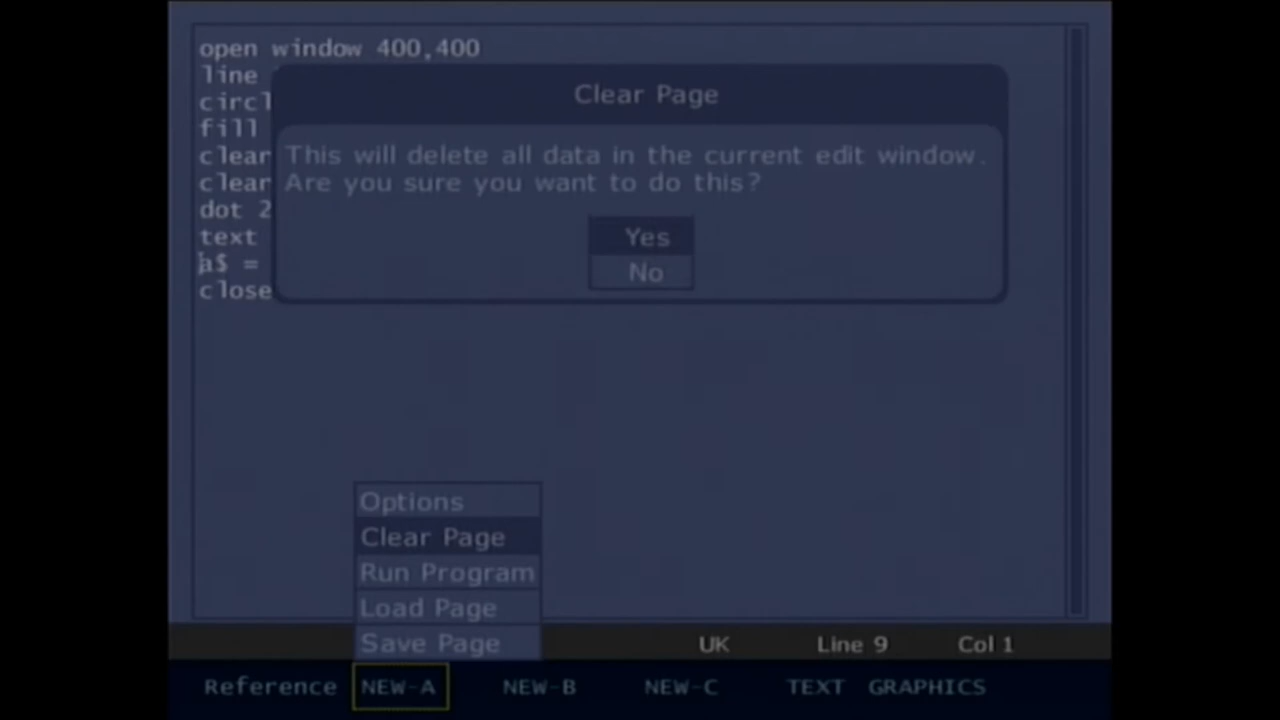 open window 400,400
line
circl
fill
clear
clear
dot 2
text
a$ =
close
Clear Page
This will delete all data in the current edit window.
Are you sure you want to do this?
Yes
No
Options
Clear Page
Run Program
Load Page
Save Page
UK Line 9 Col 1
Reference NEW-A NEW-B NEW-C TEXT GRAPHICS